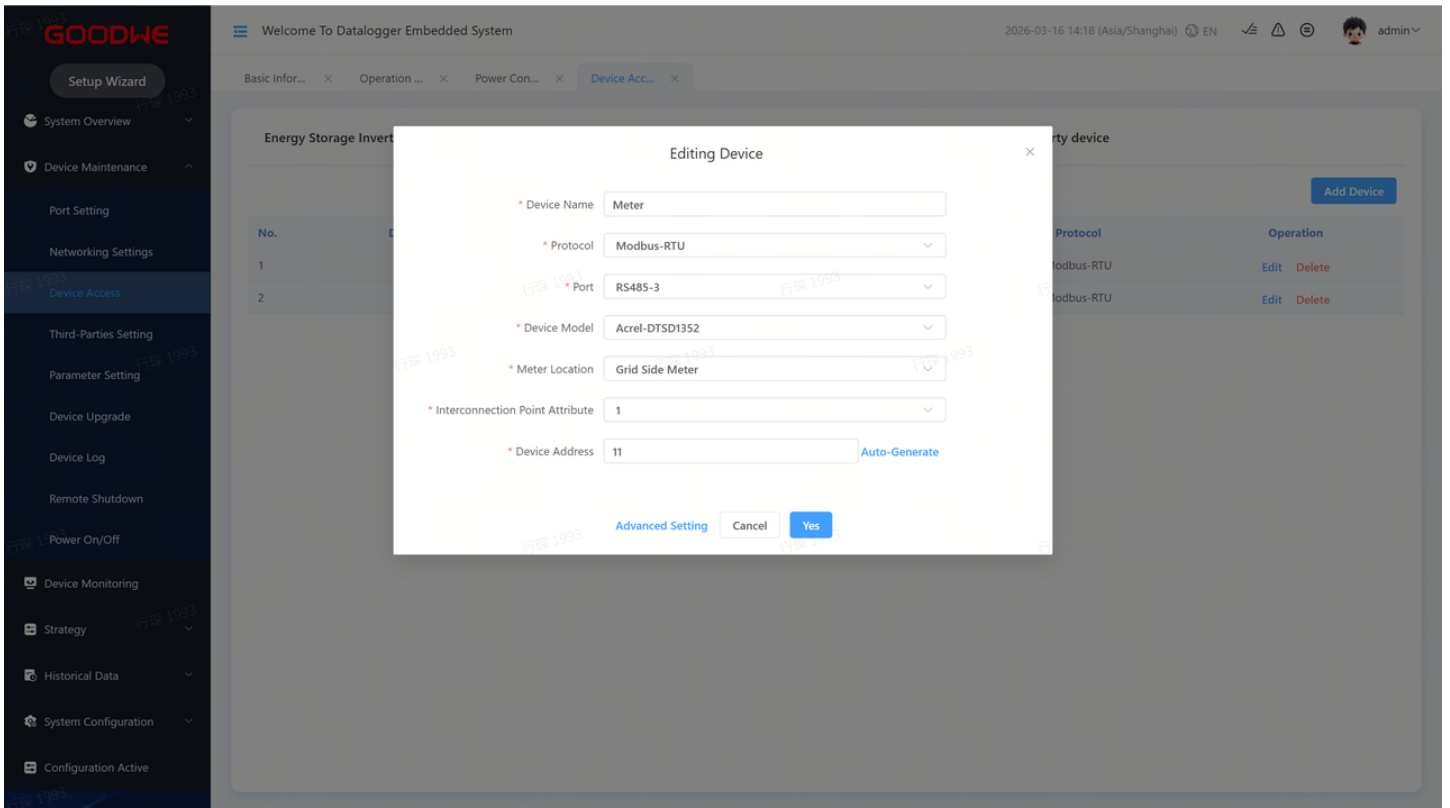 GOODWE
Welcome To Datalogger Embedded System
2026-03-16 14:18 (Asia/Shanghai) EN
admin
Setup Wizard
Basic Infor... × Operation ... × Power Con... × Device Acc... ×
System Overview
Device Maintenance
Port Setting
Networking Settings
Device Access
Third-Parties Setting
Parameter Setting
Device Upgrade
Device Log
Remote Shutdown
Power On/Off
Device Monitoring
Strategy
Historical Data
System Configuration
Configuration Active
Energy Storage Invert
rty device
Add Device
No. Protocol Operation
1 Modbus-RTU Edit Delete
2 Modbus-RTU Edit Delete
Editing Device
* Device Name Meter
* Protocol Modbus-RTU
* Port RS485-3
* Device Model Acrel-DTSD1352
* Meter Location Grid Side Meter
* Interconnection Point Attribute 1
* Device Address 11 Auto-Generate
Advanced Setting Cancel Yes
行琛 1993